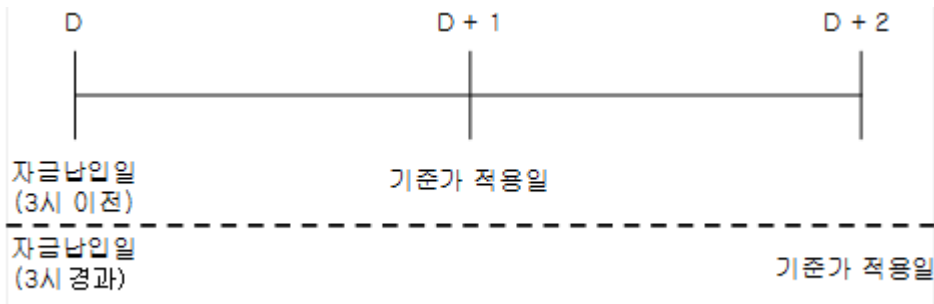 D
D + 1
D + 2
자금납입일
(3시 이전)
기준가 적용일
자금납입일
(3시 경과)
기준가 적용일